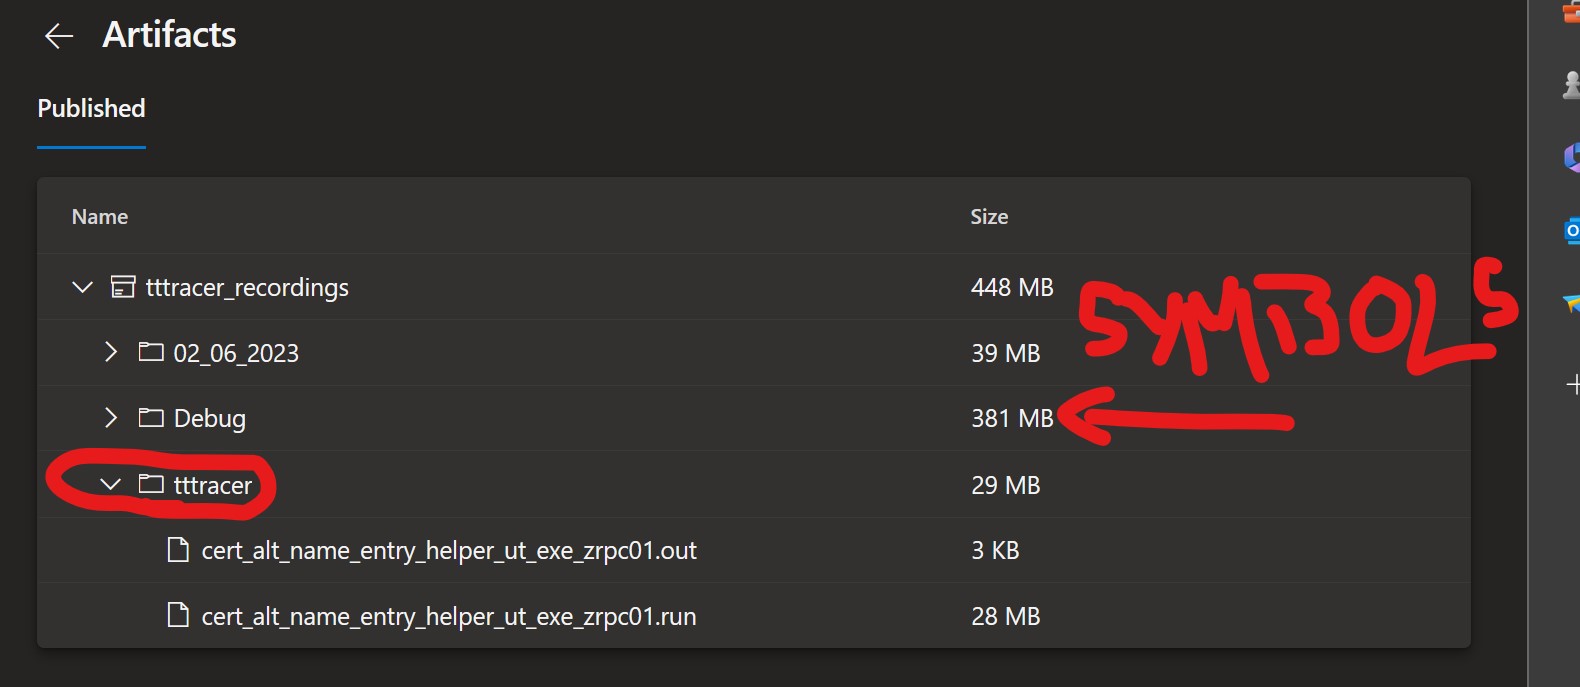 Artifacts
Published
Name Size
tttracer_recordings 448 MB
SYMBOLS
02_06_2023 39 MB
Debug 381 MB
tttracer 29 MB
cert_alt_name_entry_helper_ut_exe_zrpc01.out 3 KB
cert_alt_name_entry_helper_ut_exe_zrpc01.run 28 MB